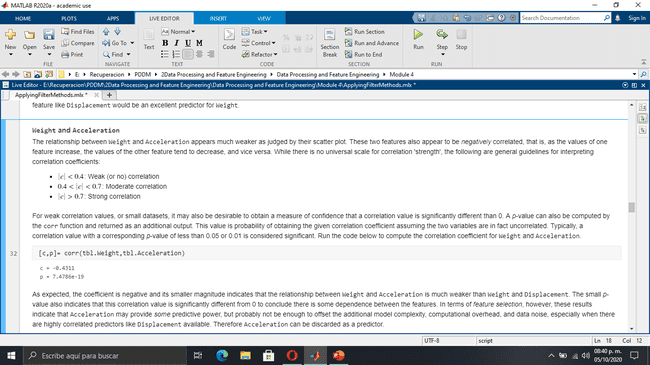 MATLAB R2020a - academic use
HOME PLOTS APPS LIVE EDITOR INSERT VIEW
Search Documentation Sign In
New Open Save Find Files Compare Print Go To Find
Text Normal B I U M
Code Task Control Refactor
Section Break Run Section Run and Advance Run to End
Run Step Stop
FILE NAVIGATE TEXT CODE SECTION RUN
E: Recuperacion PDDM 2Data Processing and Feature Engineering Data Processing and Feature Engineering Module 4
Live Editor - E:\Recuperacion\PDDM\2Data Processing and Feature Engineering\Data Processing and Feature Engineering\Module 4\ApplyingFilterMethods.mlx *
ApplyingFilterMethods.mlx *
feature like Displacement would be an excellent predictor for Weight.
Weight and Acceleration
The relationship between Weight and Acceleration appears much weaker as judged by their scatter plot. These two features also appear to be negatively correlated, that is, as the values of one
feature increase, the values of the other feature tend to decrease, and vice versa. While there is no universal scale for correlation 'strength', the following are general guidelines for interpreting
correlation coefficients:
• |c| < 0.4: Weak (or no) correlation
• 0.4 < |c| < 0.7: Moderate correlation
• |c| > 0.7: Strong correlation
For weak correlation values, or small datasets, it may also be desirable to obtain a measure of confidence that a correlation value is significantly different than 0. A p-value can also be computed by
the corr function and returned as an additional output. This value is probability of obtaining the given correlation coefficient assuming the two variables are in fact uncorrelated. Typically, a
correlation value with a corresponding p-value of less than 0.05 or 0.01 is considered significant. Run the code below to compute the correlation coefficient for Weight and Acceleration.
32 [c,p]= corr(tbl.Weight,tbl.Acceleration)
c = -0.4311
p = 7.4786e-19
As expected, the coefficient is negative and its smaller magnitude indicates that the relationship between Weight and Acceleration is much weaker than Weight and Displacement. The small p-
value also indicates that this correlation value is significantly different from 0 to conclude there is some dependence between the features. In terms of feature selection, however, these results
indicate that Acceleration may provide some predictive power, but probably not be enough to offset the additional model complexity, computational overhead, and data noise, especially when there
are highly correlated predictors like Displacement available. Therefore Acceleration can be discarded as a predictor.
UTF-8 script Ln 18 Col 12
Escribe aquí para buscar
08:40 p. m.
05/10/2020